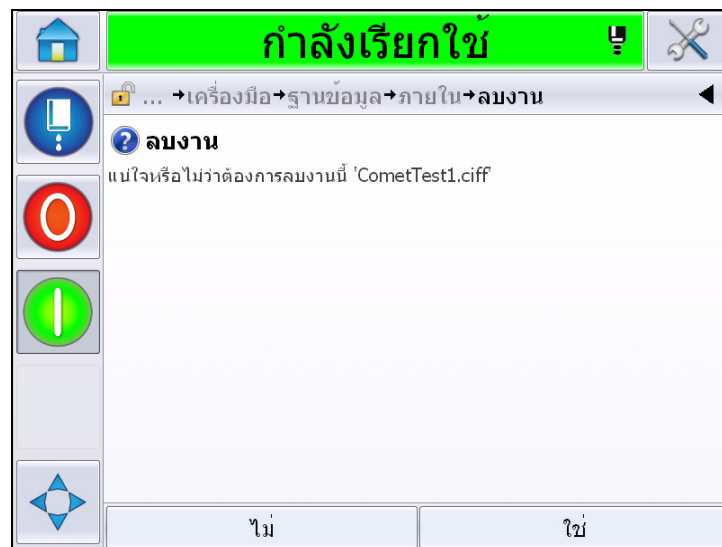 กำลังเรียกใช้
... →เครื่องมือ→ฐานข้อมูล→ภายใน→ลบงาน
ลบงาน
แน่ใจหรือไม่ว่าต้องการลบงานนี้ 'CometTest1.ciff'
ไม่
ใช่